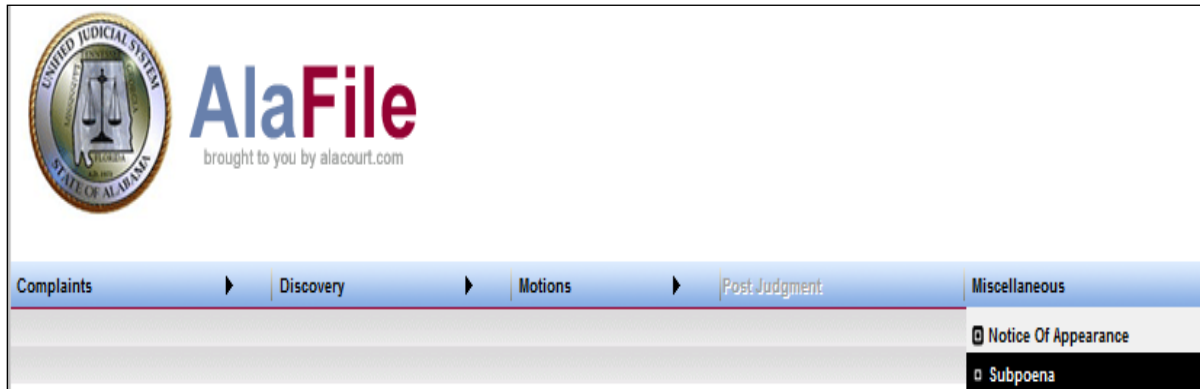 UNIFIED JUDICIAL SYSTEM
STATE OF ALABAMA
AlaFile
brought to you by alacourt.com
Complaints
Discovery
Motions
Post Judgment
Miscellaneous
Notice Of Appearance
Subpoena